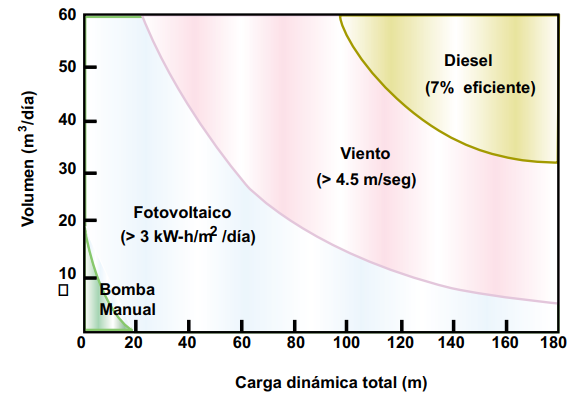 60
50
40
30
20
10
Volumen (m³/día)
Diesel
(7% eficiente)
Viento
(> 4.5 m/seg)
Fotovoltaico
(> 3 kW-h/m² /día)
Bomba
Manual
0 20 40 60 80 100 120 140 160 180
Carga dinámica total (m)